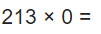 213 × 0 =